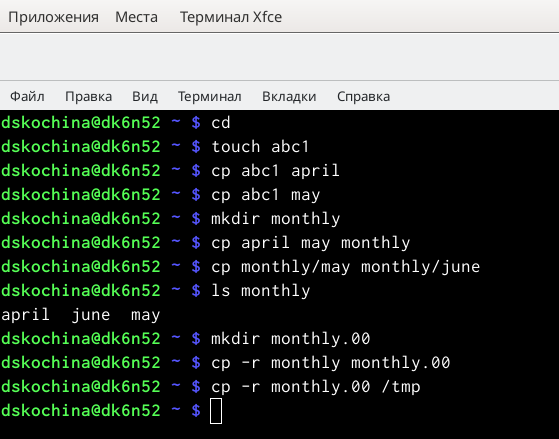 Приложения Места Терминал Xfce
Файл Правка Вид Терминал Вкладки Справка
dskochina@dk6n52 ~ $ cd
dskochina@dk6n52 ~ $ touch abc1
dskochina@dk6n52 ~ $ cp abc1 april
dskochina@dk6n52 ~ $ cp abc1 may
dskochina@dk6n52 ~ $ mkdir monthly
dskochina@dk6n52 ~ $ cp april may monthly
dskochina@dk6n52 ~ $ cp monthly/may monthly/june
dskochina@dk6n52 ~ $ ls monthly
april  june  may
dskochina@dk6n52 ~ $ mkdir monthly.00
dskochina@dk6n52 ~ $ cp -r monthly monthly.00
dskochina@dk6n52 ~ $ cp -r monthly.00 /tmp
dskochina@dk6n52 ~ $